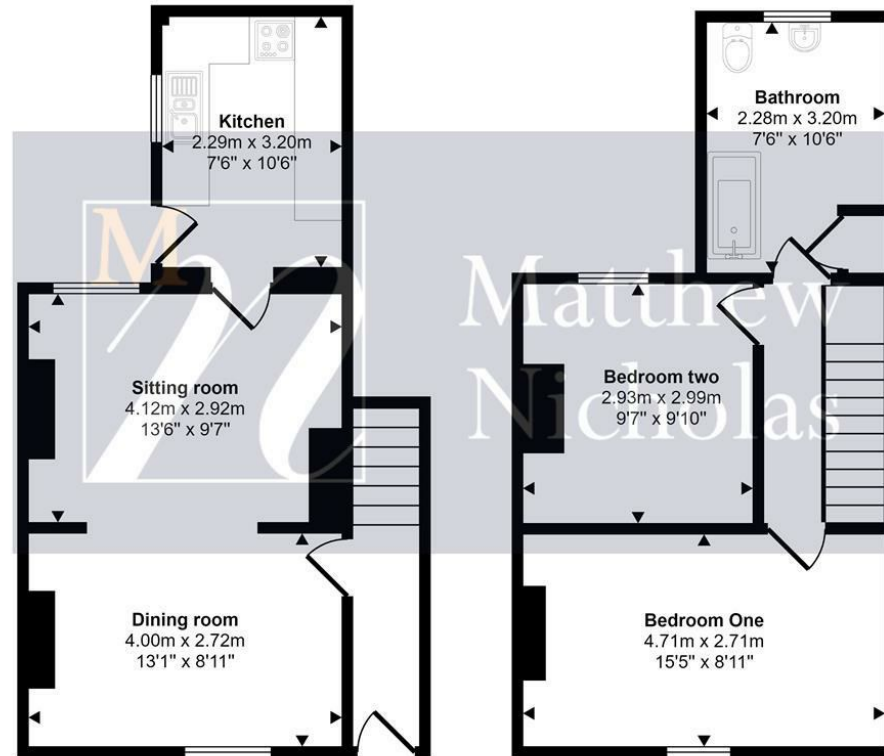 Kitchen
2.29m x 3.20m
7'6" x 10'6"
Sitting room
4.12m x 2.92m
13'6" x 9'7"
Dining room
4.00m x 2.72m
13'1" x 8'11"
Bathroom
2.28m x 3.20m
7'6" x 10'6"
Bedroom two
2.93m x 2.99m
9'7" x 9'10"
Bedroom One
4.71m x 2.71m
15'5" x 8'11"
M
n
Matthew
Nicholas